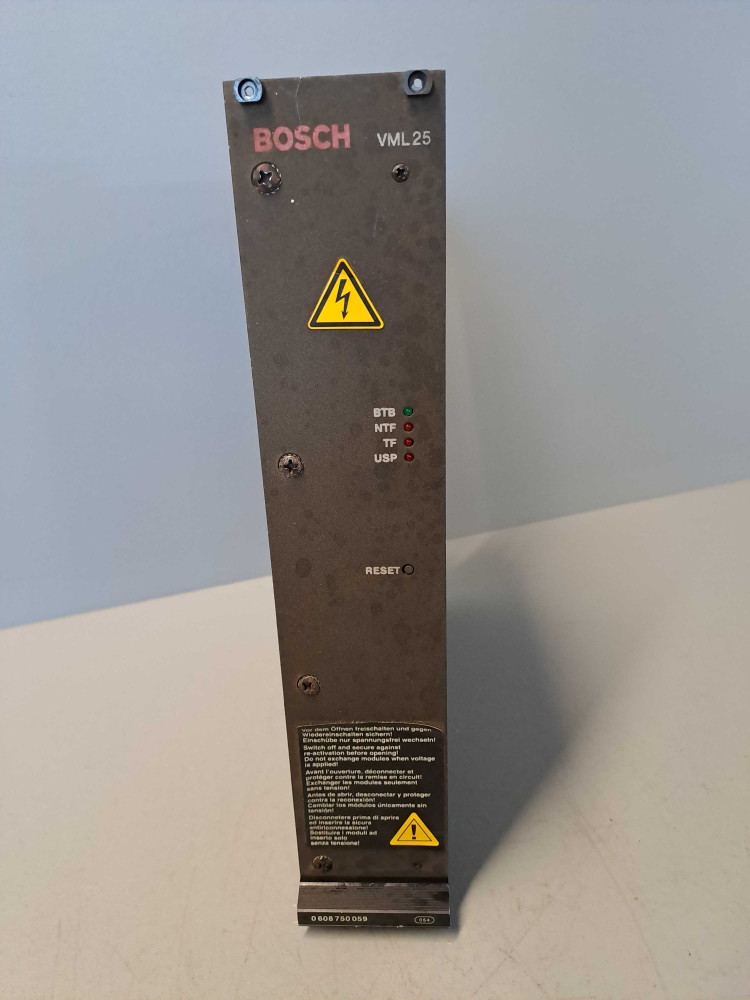 BOSCH VML 25
BTB
NTF
TF
USP
RESET
Vor dem Öffnen freischalten und gegen
Wiedereinschalten sichern!
Einschübe nur spannungsfrei wechseln!
Switch off and secure against
re-activation before opening!
Do not exchange modules when voltage
is applied!
Avant l'ouverture, déconnecter et
protéger contre la remise en circuit!
Exchanger les modules seulement
sans tension!
Antes de abrir, desconectar y proteger
contra la reconexión!
Cambiar los módulos únicamente sin
tensión!
Disconnetere prima di aprire
ed inserire la sicura
antiriconnessione!
Sostituire i moduli ad
inserto solo
senza tensione!
0 608 750 059